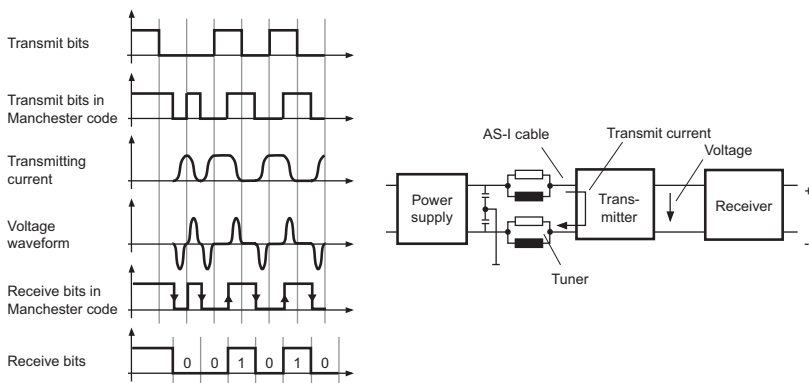 Transmit bits
Transmit bits in
Manchester code
Transmitting
current
Voltage
waveform
Receive bits in
Manchester code
Receive bits
0 0 1 0 1 0
AS-I cable
Transmit current
Voltage
Power
supply
Trans-
mitter
Receiver
+
-
Tuner